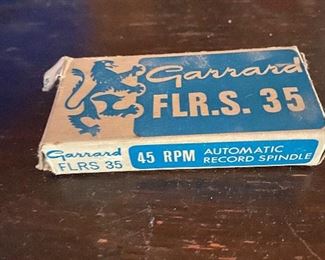 Garrard
FLR.S. 35
Garrard
FLRS 35
45 RPM
AUTOMATIC
RECORD SPINDLE